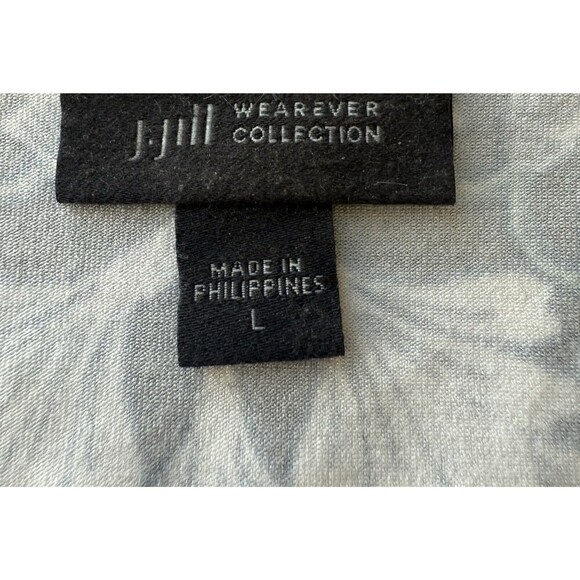 J.Jill WEAREVER
COLLECTION
MADE IN
PHILIPPINES
L